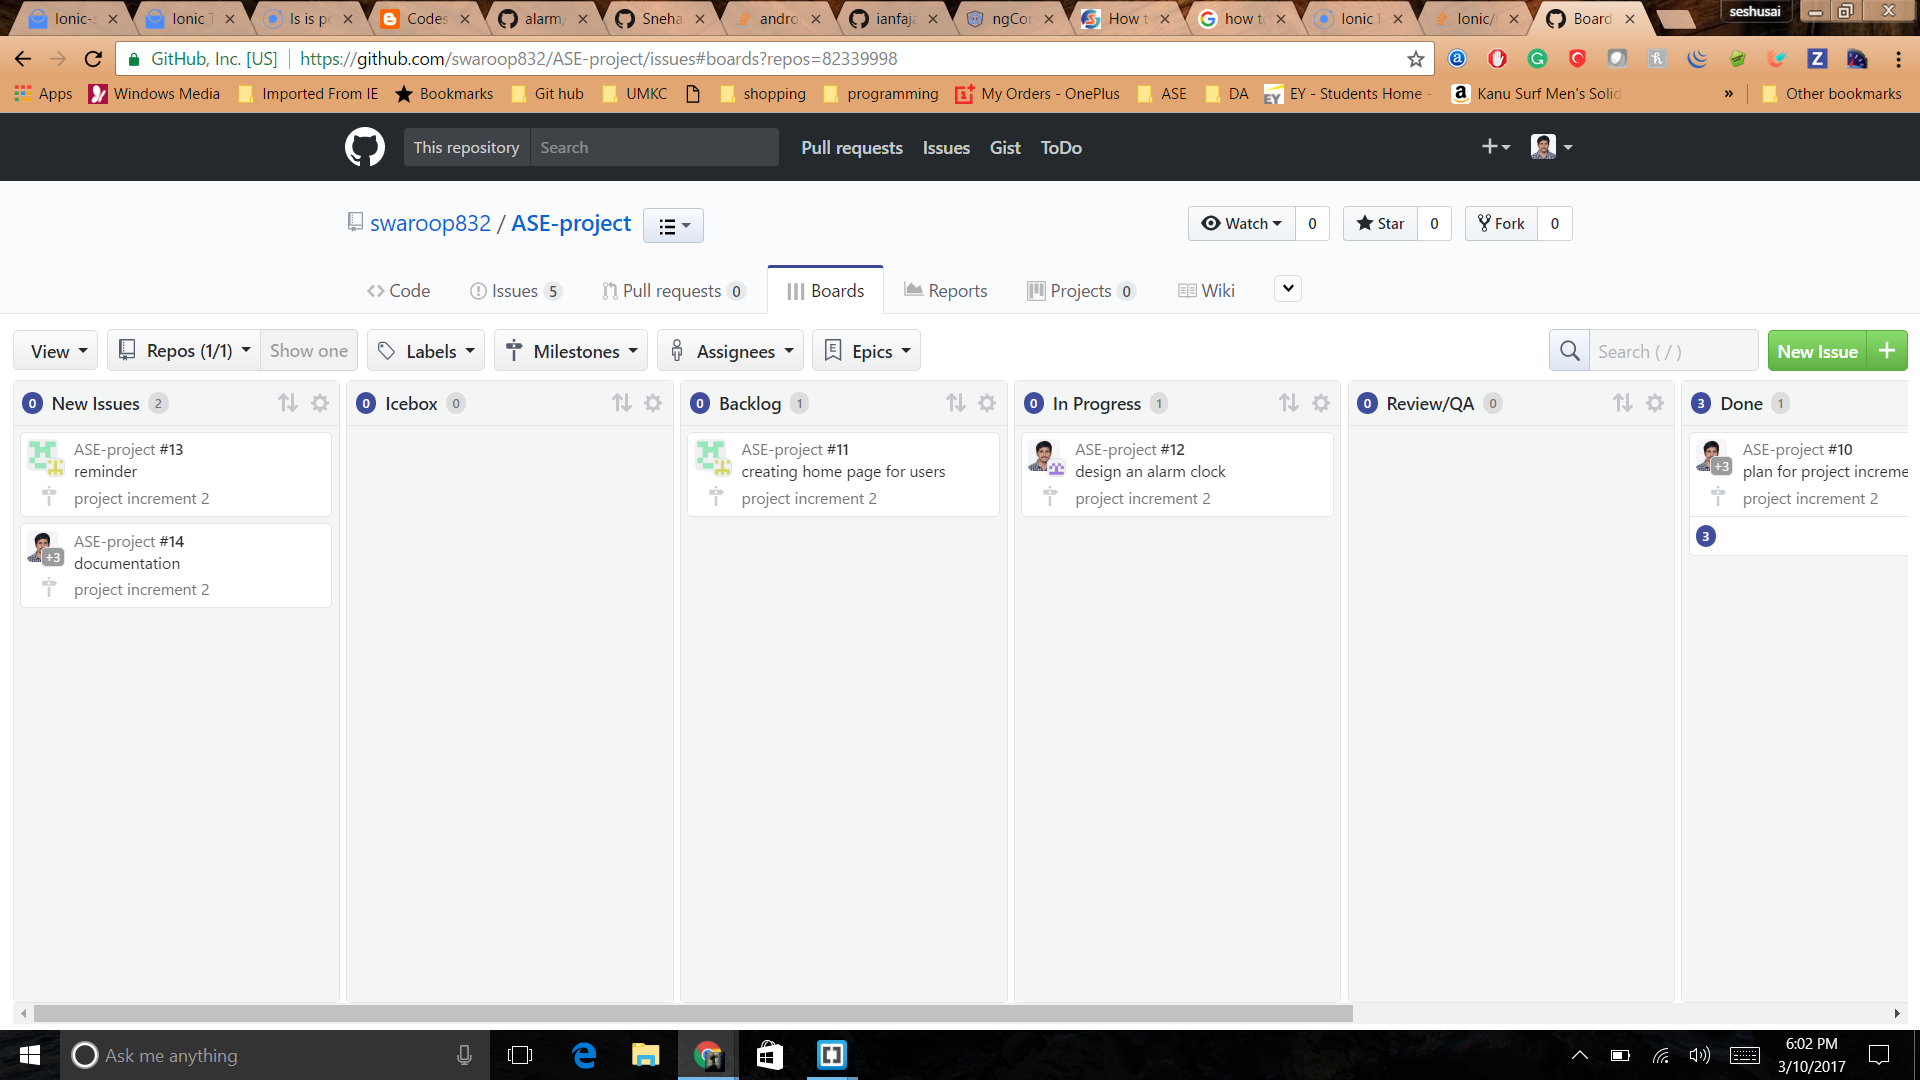 Ionic-s
Ionic T
Is is po
Codes
alarm/
Sneha
andro
ianfaja
ngCor
How t
how to
Ionic F
Ionic/
Board
seshusai
GitHub, Inc. [US] https://github.com/swaroop832/ASE-project/issues#boards?repos=82339998
Apps Windows Media Imported From IE Bookmarks Git hub UMKC shopping programming My Orders - OnePlus ASE DA EY - Students Home - Kanu Surf Men's Solid » Other bookmarks
This repository Search Pull requests Issues Gist ToDo
swaroop832 / ASE-project Watch 0 Star 0 Fork 0
Code Issues 5 Pull requests 0 Boards Reports Projects 0 Wiki
View Repos (1/1) Show one Labels Milestones Assignees Epics Search ( / ) New Issue +
0 New Issues 2
ASE-project #13
reminder
project increment 2
+3 ASE-project #14
documentation
project increment 2
0 Icebox 0
0 Backlog 1
ASE-project #11
creating home page for users
project increment 2
0 In Progress 1
ASE-project #12
design an alarm clock
project increment 2
0 Review/QA 0
3 Done 1
+3 ASE-project #10
plan for project increme
project increment 2
3
Ask me anything
6:02 PM
3/10/2017